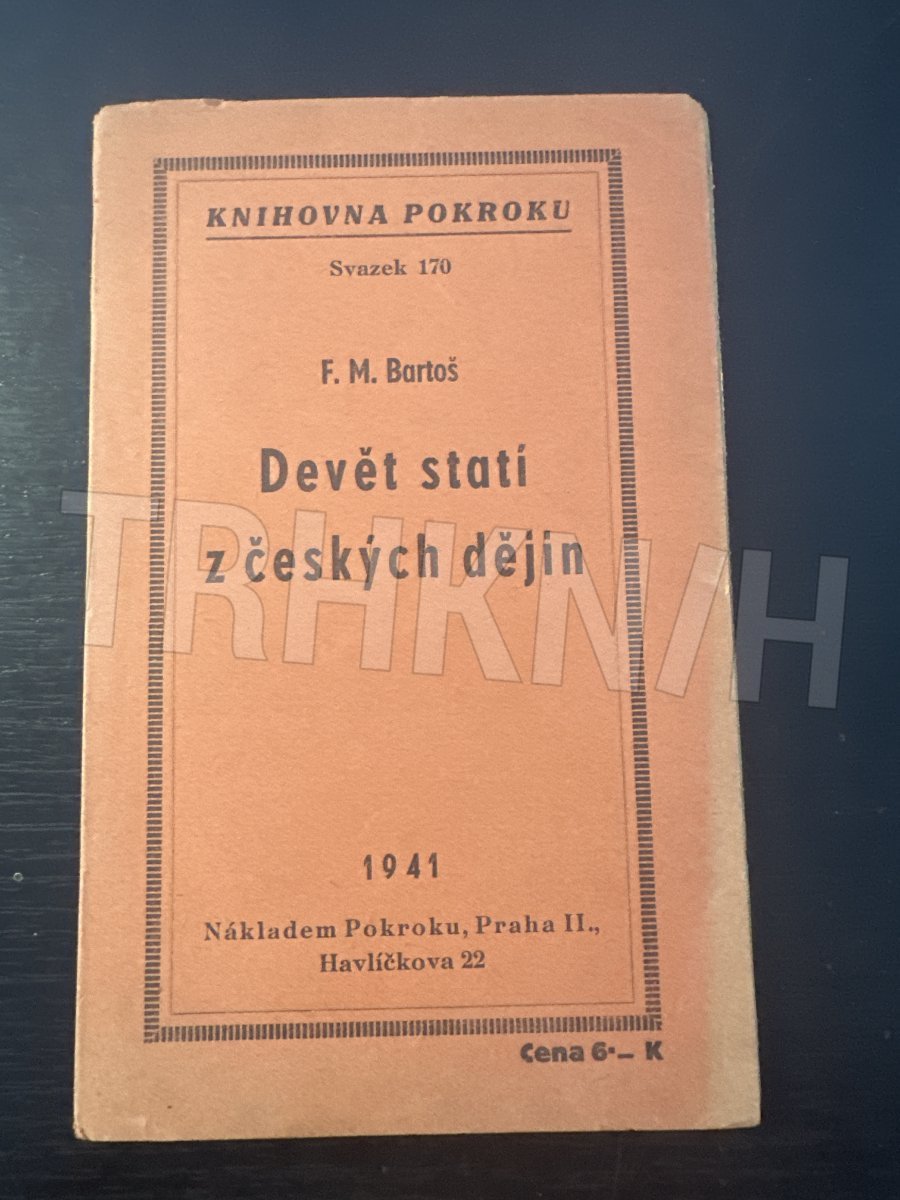 KNIHOVNA POKROKU
Svazek 170
F. M. Bartoš
Devět statí
z českých dějin
TRHKNIH
1941
Nákladem Pokroku, Praha II.,
Havlíčkova 22
Cena 6·– K